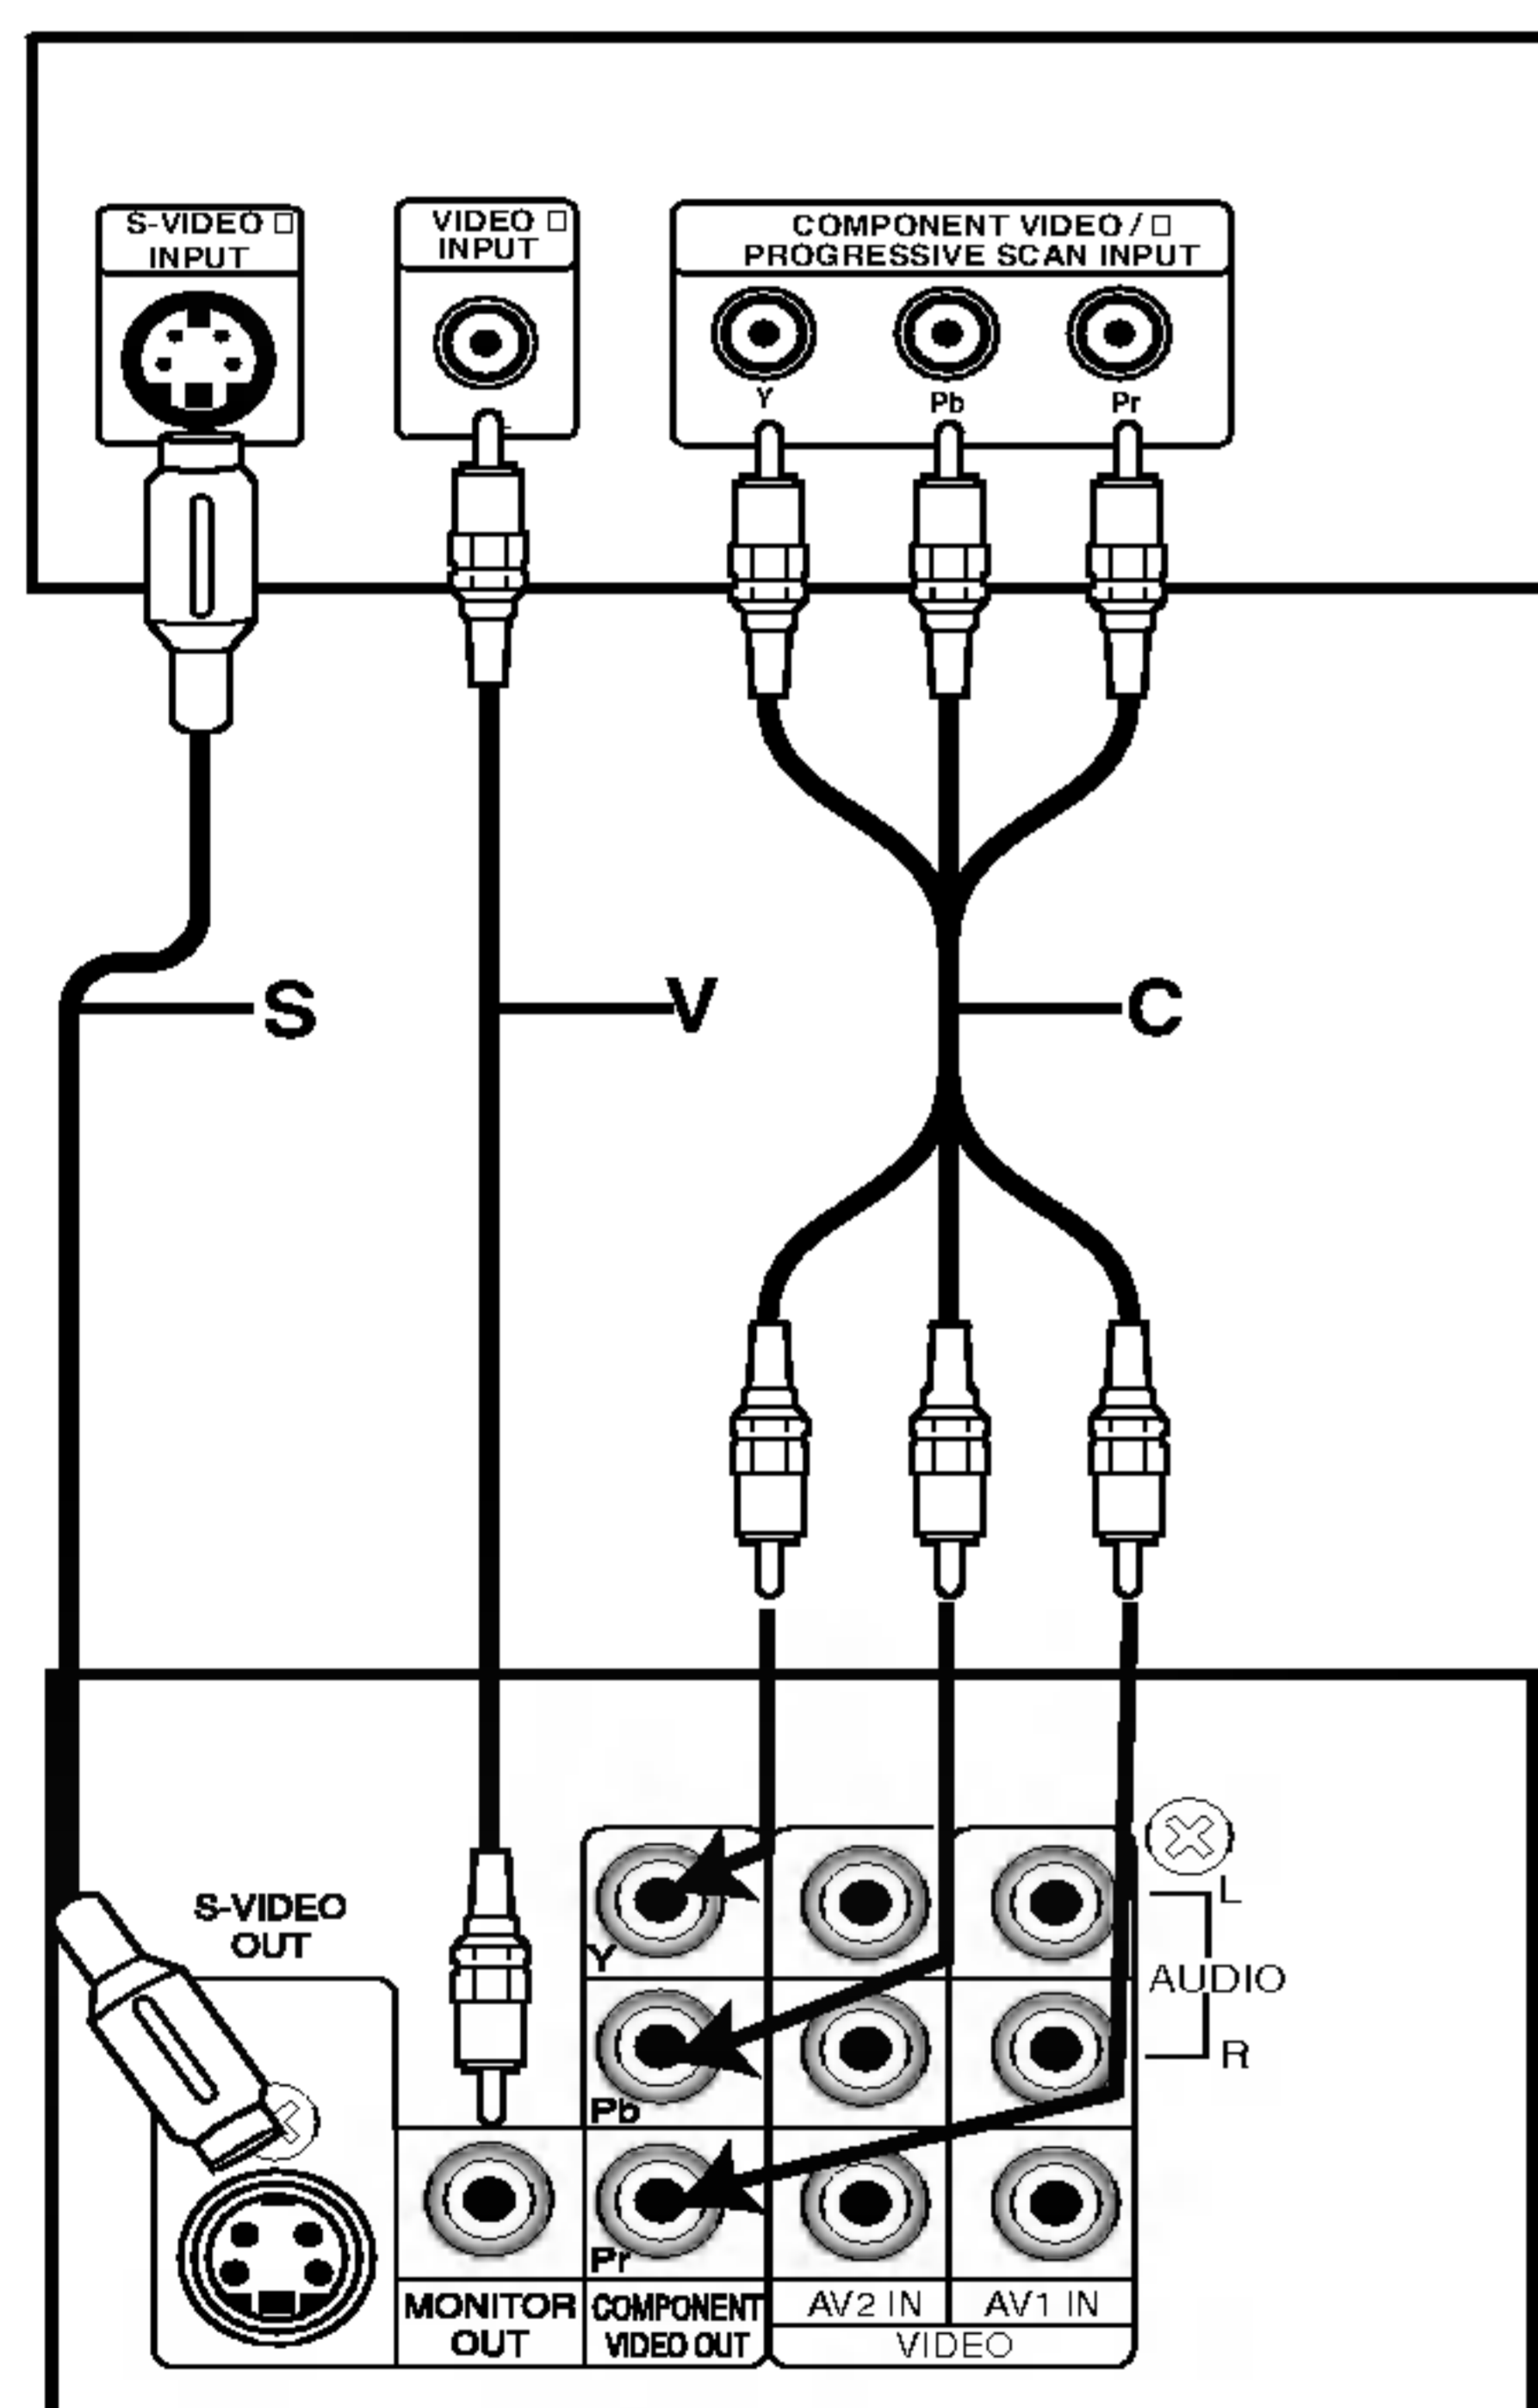 S-VIDEO
INPUT
VIDEO
INPUT
COMPONENT VIDEO /
PROGRESSIVE SCAN INPUT
Y
Pb
Pr
S
V
C
S-VIDEO
OUT
Y
Pb
Pr
L
AUDIO
R
MONITOR
OUT
COMPONENT
VIDEO OUT
AV2 IN
AV1 IN
VIDEO